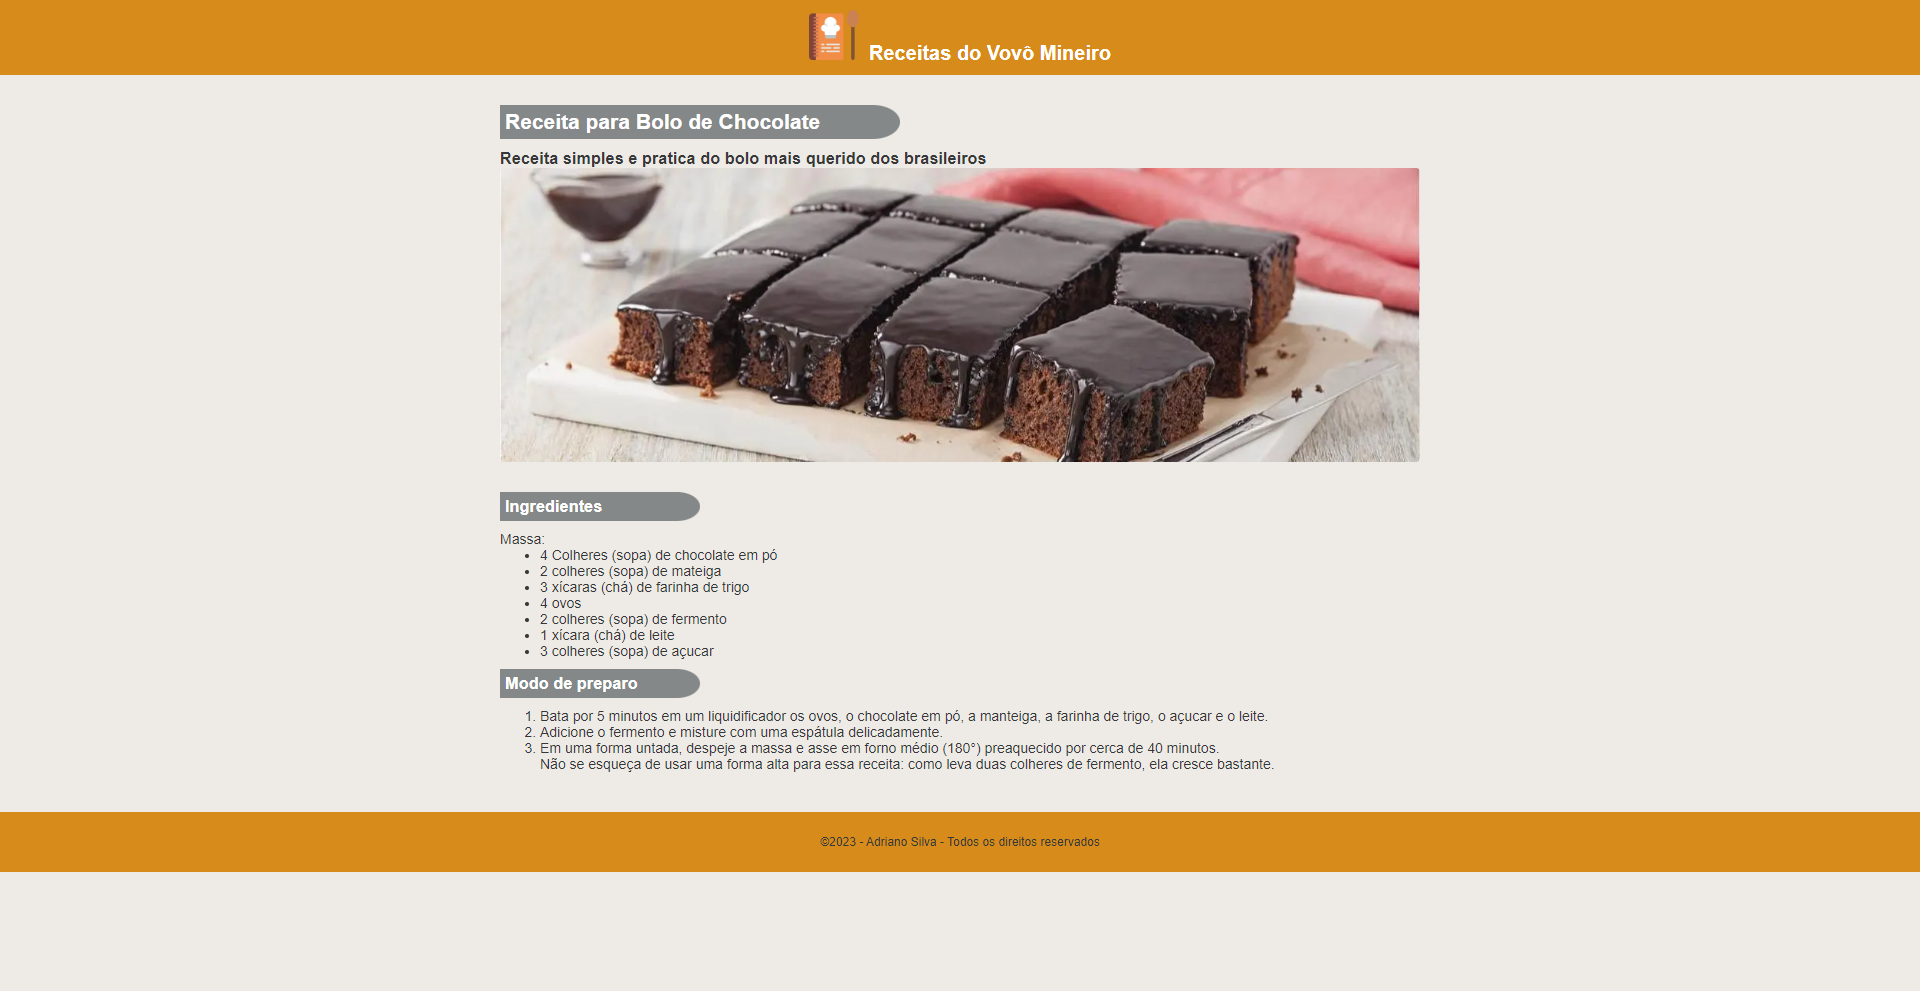 Receitas do Vovô Mineiro
Receita para Bolo de Chocolate
Receita simples e pratica do bolo mais querido dos brasileiros
Ingredientes
Massa:
• 4 Colheres (sopa) de chocolate em pó
• 2 colheres (sopa) de mateiga
• 3 xícaras (chá) de farinha de trigo
• 4 ovos
• 2 colheres (sopa) de fermento
• 1 xícara (chá) de leite
• 3 colheres (sopa) de açucar
Modo de preparo
1. Bata por 5 minutos em um liquidificador os ovos, o chocolate em pó, a manteiga, a farinha de trigo, o açucar e o leite.
2. Adicione o fermento e misture com uma espátula delicadamente.
3. Em uma forma untada, despeje a massa e asse em forno médio (180°) preaquecido por cerca de 40 minutos.
Não se esqueça de usar uma forma alta para essa receita: como leva duas colheres de fermento, ela cresce bastante.
©2023 - Adriano Silva - Todos os direitos reservados